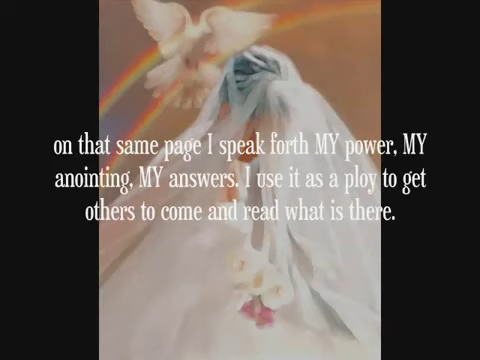 on that same page I speak forth MY power, MY
anointing, MY answers. I use it as a ploy to get
others to come and read what is there.